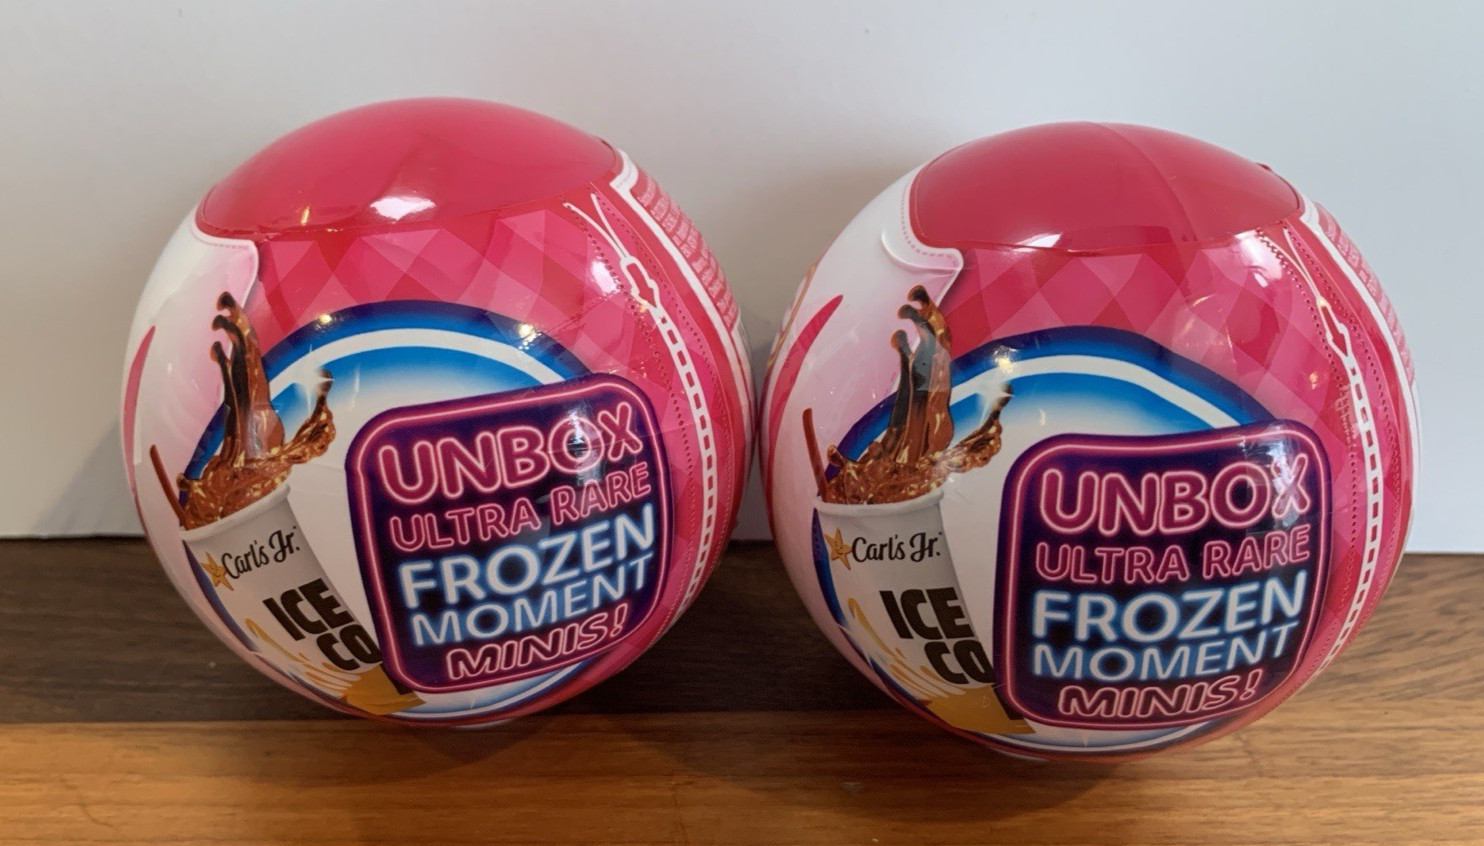 UNBOX
ULTRA RARE
FROZEN
MOMENT
MINIS!
Carl's Jr.
ICE
CO
UNBOX
ULTRA RARE
FROZEN
MOMENT
MINIS!
Carl's Jr.
ICE
CO